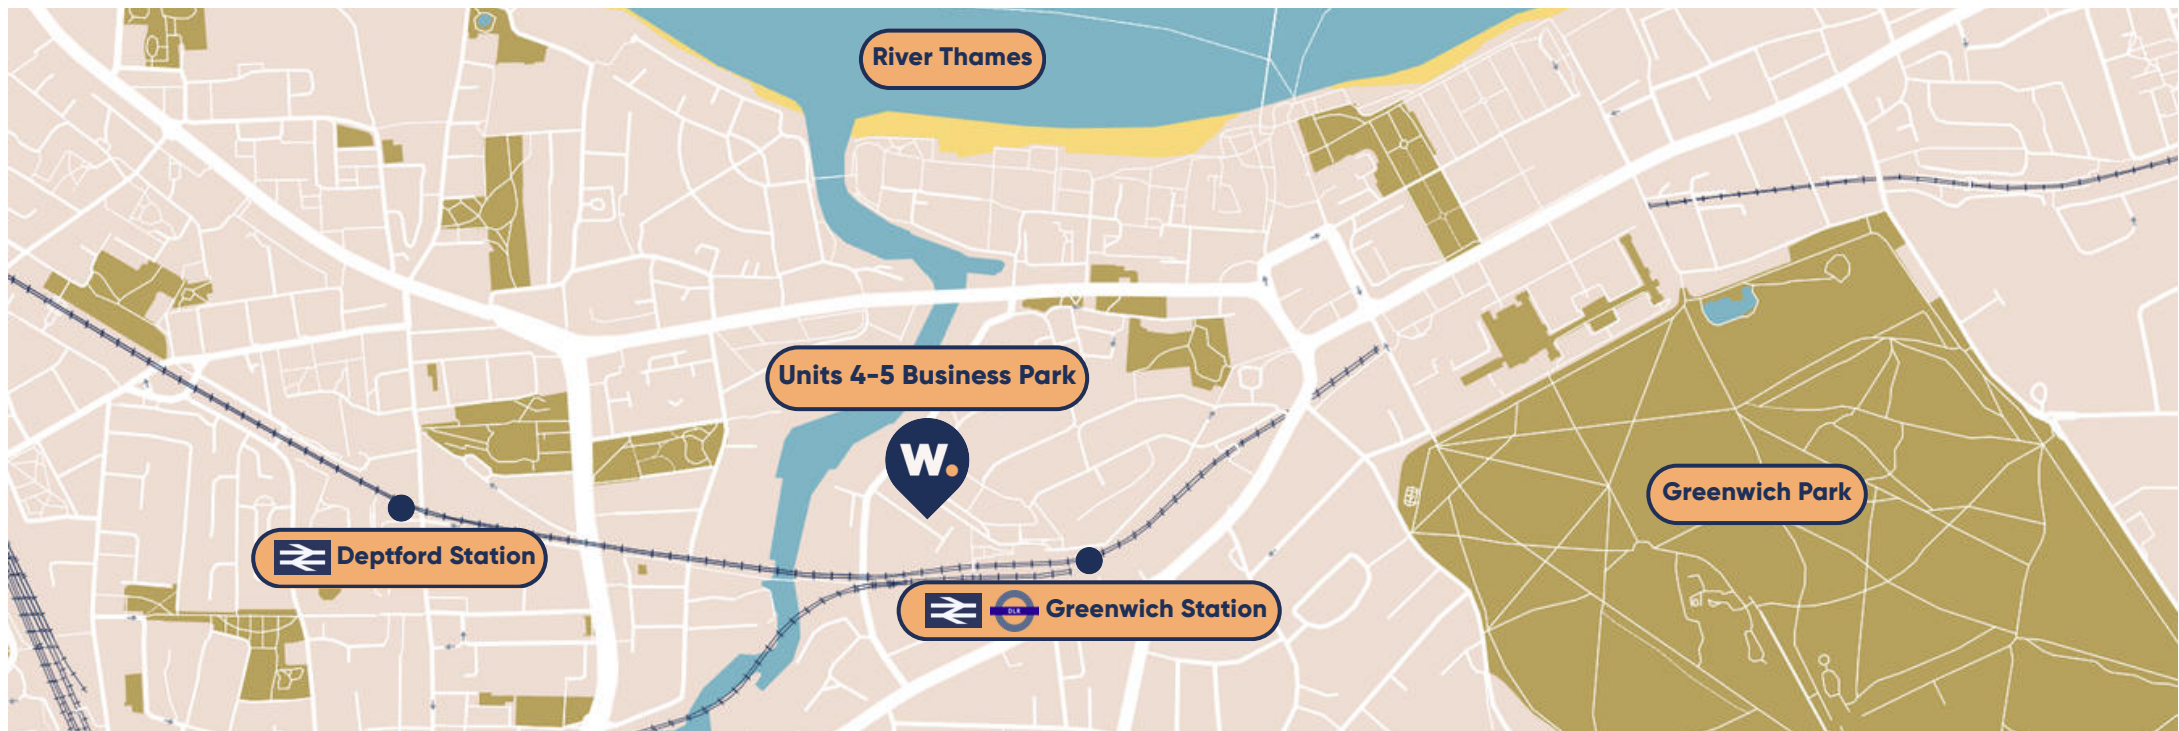 River Thames
Units 4-5 Business Park
W.
Greenwich Park
Deptford Station
DLR
Greenwich Station